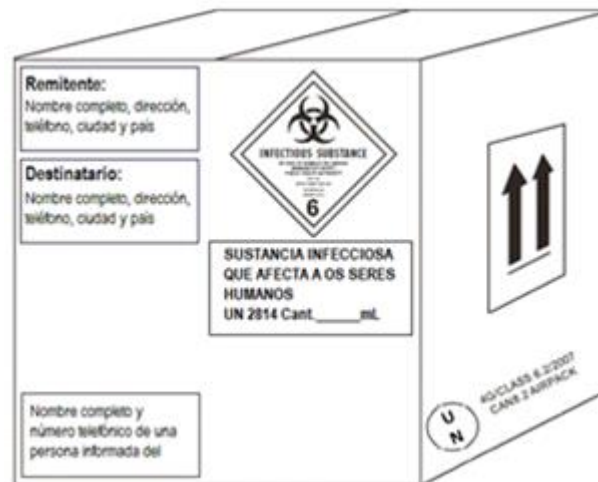 Remitente:
Nombre completo, dirección,
teléfono, ciudad y país
Destinatario:
Nombre completo, dirección,
teléfono, ciudad y país
INFECTIOUS SUBSTANCE
6
SUSTANCIA INFECCIOSA
QUE AFECTA A OS SERES
HUMANOS
UN 2814 Cant.______mL
Nombre completo y
número telefónico de una
persona informada del
UN
4G/CLASS 6.2/2007
CAN8.2 AIRPACK